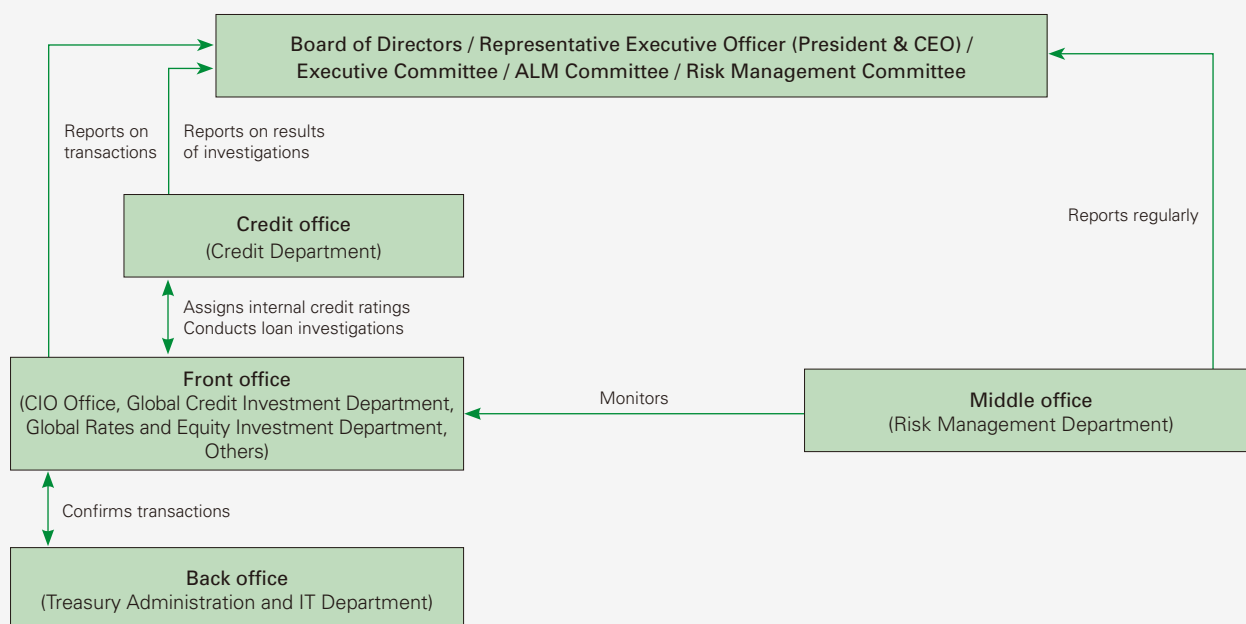 Board of Directors / Representative Executive Officer (President & CEO) /
Executive Committee / ALM Committee / Risk Management Committee
Reports on
transactions
Reports on results
of investigations
Reports regularly
Credit office
(Credit Department)
Assigns internal credit ratings
Conducts loan investigations
Front office
(CIO Office, Global Credit Investment Department,
Global Rates and Equity Investment Department,
Others)
Monitors
Middle office
(Risk Management Department)
Confirms transactions
Back office
(Treasury Administration and IT Department)